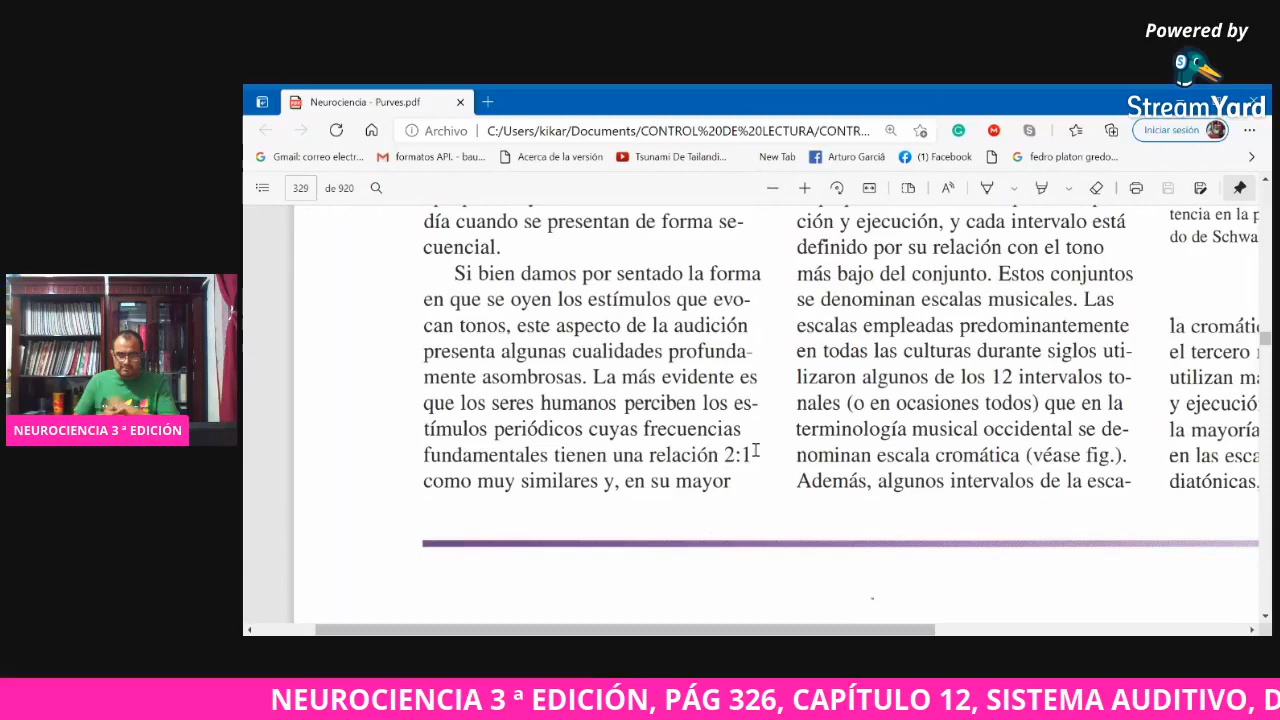 Powered by
StreamYard
Neurociencia - Purves.pdf
Archivo
C:/Users/kikar/Documents/CONTROL%20DE%20LECTURA/CONTR...
Iniciar sesión
Gmail: correo electr...
formatos APL - bau...
Acerca de la versión
Tsunami De Tailandi...
New Tab
Arturo Garciá
(1) Facebook
fedro platon gredo...
329
de 920
día cuando se presentan de forma se-
cuencial.
Si bien damos por sentado la forma
en que se oyen los estímulos que evo-
can tonos, este aspecto de la audición
presenta algunas cualidades profunda-
mente asombrosas. La más evidente es
que los seres humanos perciben los es-
tímulos periódicos cuyas frecuencias
fundamentales tienen una relación 2:1
como muy similares y, en su mayor
ción y ejecución, y cada intervalo está
definido por su relación con el tono
más bajo del conjunto. Estos conjuntos
se denominan escalas musicales. Las
escalas empleadas predominantemente
en todas las culturas durante siglos uti-
lizaron algunos de los 12 intervalos to-
nales (o en ocasiones todos) que en la
terminología musical occidental se de-
nominan escala cromática (véase fig.).
Además, algunos intervalos de la esca-
tencia en la p
do de Schwa
la cromátic
el tercero
utilizan m
y ejecució
la mayoría
en las esca
diatónicas,
NEUROCIENCIA 3 ª EDICIÓN
NEUROCIENCIA 3 ª EDICIÓN, PÁG 326, CAPÍTULO 12, SISTEMA AUDITIVO, D